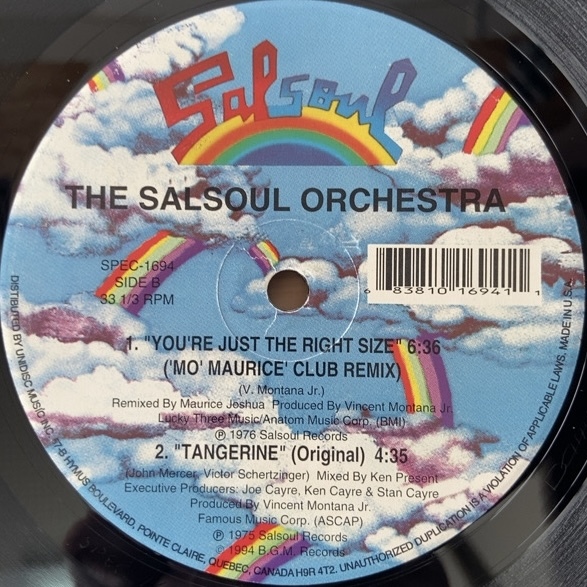 Salsoul
THE SALSOUL ORCHESTRA
SPEC-1694
SIDE B
33 1/3 RPM
6 83810 16941 1
1. "YOU'RE JUST THE RIGHT SIZE" 6:36
('MO' MAURICE' CLUB REMIX)
(V. Montana Jr.)
Remixed By Maurice Joshua Produced By Vincent Montana Jr.
Lucky Three Music/Anatom Music Corp. (BMI)
℗ 1976 Salsoul Records
2. "TANGERINE" (Original) 4:35
(John Mercer, Victor Schertzinger) Mixed By Ken Present
Executive Producers: Joe Cayre, Ken Cayre & Stan Cayre
Produced By Vincent Montana Jr.
Famous Music Corp. (ASCAP)
℗ 1975 Salsoul Records
℗ 1994 B.G.M. Records
DISTRIBUTED BY UNIDISC MUSIC, INC. 57-B HYMUS BOULEVARD, POINTE CLAIRE, QUEBEC, CANADA H9R 4T2. UNAUTHORIZED DUPLICATION IS A VIOLATION OF APPLICABLE LAWS. MADE IN U.S.A.